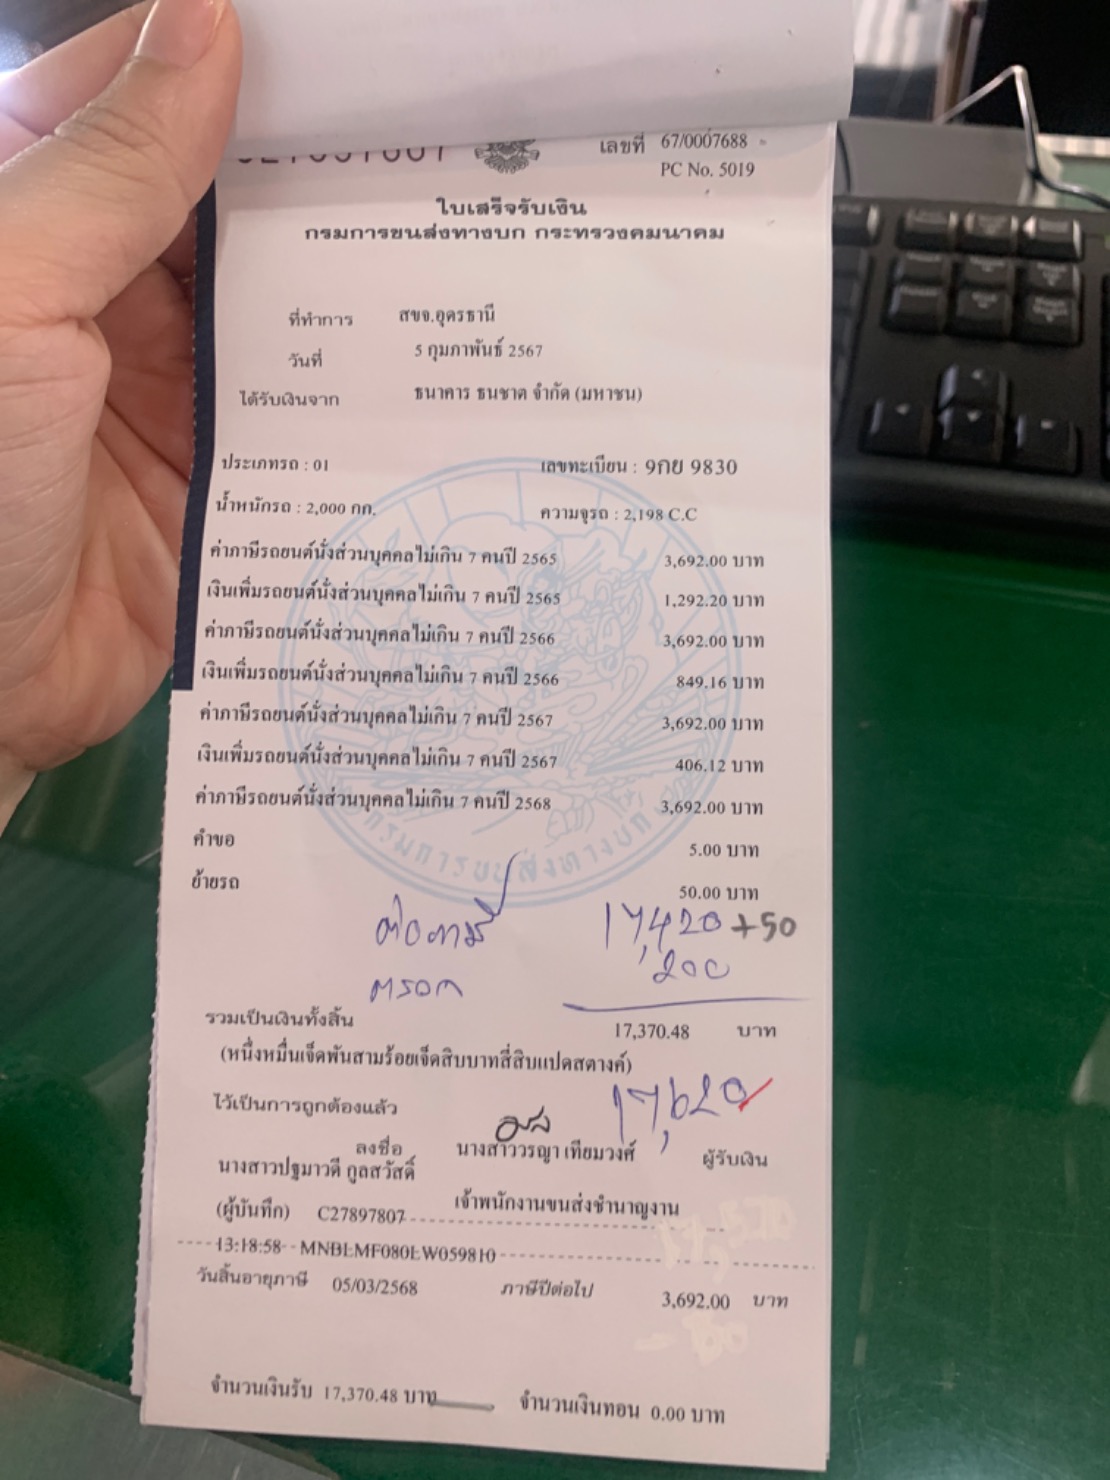 เลขที่ 67/0007688
PC No. 5019
ใบเสร็จรับเงิน
กรมการขนส่งทางบก กระทรวงคมนาคม
ที่ทำการ สขจ.อุดรธานี
วันที่ 5 กุมภาพันธ์ 2567
ได้รับเงินจาก ธนาคาร ธนชาต จำกัด (มหาชน)
ประเภทรถ : 01 เลขทะเบียน : 9กย 9830
น้ำหนักรถ : 2,000 กก. ความจุรถ : 2,198 C.C
ค่าภาษีรถยนต์นั่งส่วนบุคคลไม่เกิน 7 คนปี 2565 3,692.00 บาท
เงินเพิ่มรถยนต์นั่งส่วนบุคคลไม่เกิน 7 คนปี 2565 1,292.20 บาท
ค่าภาษีรถยนต์นั่งส่วนบุคคลไม่เกิน 7 คนปี 2566 3,692.00 บาท
เงินเพิ่มรถยนต์นั่งส่วนบุคคลไม่เกิน 7 คนปี 2566 849.16 บาท
ค่าภาษีรถยนต์นั่งส่วนบุคคลไม่เกิน 7 คนปี 2567 3,692.00 บาท
เงินเพิ่มรถยนต์นั่งส่วนบุคคลไม่เกิน 7 คนปี 2567 406.12 บาท
ค่าภาษีรถยนต์นั่งส่วนบุคคลไม่เกิน 7 คนปี 2568 3,692.00 บาท
คำขอ 5.00 บาท
กรมการขนส่งทางบก
ย้ายรถ 50.00 บาท
ต่อภาษี 17,420 +50
ตรอก 200
รวมเป็นเงินทั้งสิ้น 17,370.48 บาท
(หนึ่งหมื่นเจ็ดพันสามร้อยเจ็ดสิบบาทสี่สิบแปดสตางค์)
ไว้เป็นการถูกต้องแล้ว 17,620
ลงชื่อ นางสาววรญา เทียมวงศ์ ผู้รับเงิน
นางสาวปฐมาวดี กูลสวัสดิ์
(ผู้บันทึก) C27897807 เจ้าพนักงานขนส่งชำนาญงาน
13:18:58 MNBLMF080LW059810
วันสิ้นอายุภาษี 05/03/2568 ภาษีปีต่อไป 3,692.00 บาท
จำนวนเงินรับ 17,370.48 บาท จำนวนเงินทอน 0.00 บาท